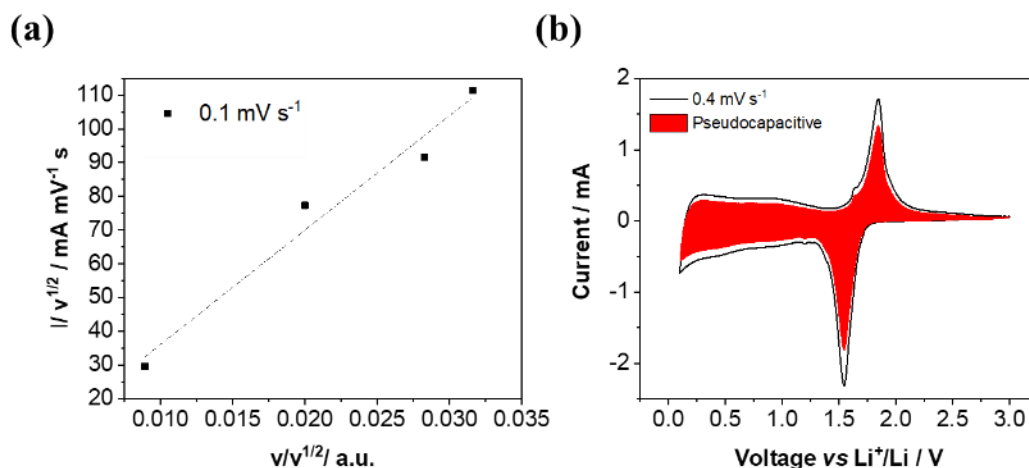 (a)
(b)
110
100
90
80
70
60
50
40
30
20
I/ v1/2/ mA mV-1 s
0.1 mV s-1
0.010 0.015 0.020 0.025 0.030 0.035
v/v1/2/ a.u.
2
1
0
-1
-2
Current / mA
0.4 mV s-1
Pseudocapacitive
0.0 0.5 1.0 1.5 2.0 2.5 3.0
Voltage vs Li+/Li / V